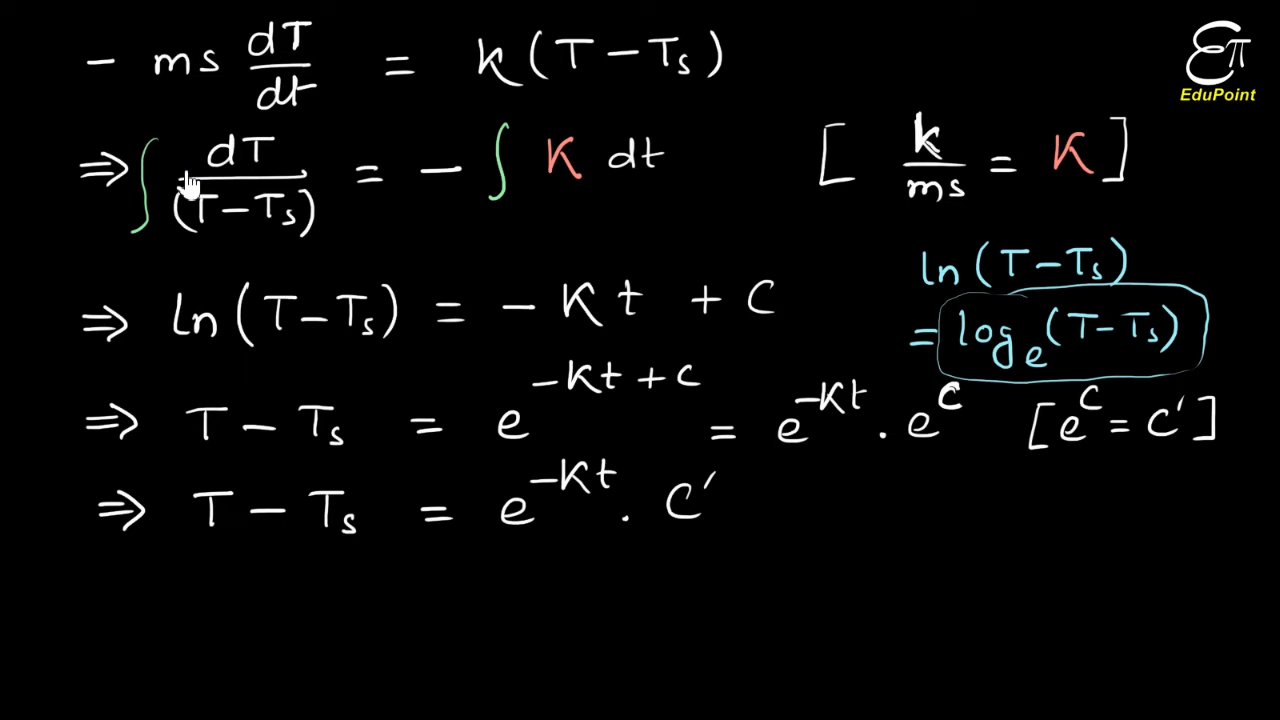 - ms dT/dt = k(T - Ts)
Eπ
EduPoint
⇒ ∫ dT/(T - Ts) = - ∫ K dt [ k/ms = K ]
ln(T - Ts)
= logₑ(T - Ts)
⇒ ln(T - Ts) = - Kt + C
⇒ T - Ts = e^(-Kt + c) = e^(-Kt) . e^C [e^C = C′]
⇒ T - Ts = e^(-Kt) . C′